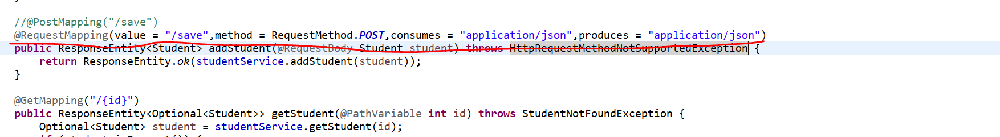 //@PostMapping("/save")
@RequestMapping(value = "/save",method = RequestMethod.POST,consumes = "application/json",produces = "application/json")
public ResponseEntity<Student> addStudent(@RequestBody Student student) throws HttpRequestMethodNotSupportedException {
return ResponseEntity.ok(studentService.addStudent(student));
}
@GetMapping("/{id}")
public ResponseEntity<Optional<Student>> getStudent(@PathVariable int id) throws StudentNotFoundException {
Optional<Student> student = studentService.getStudent(id);